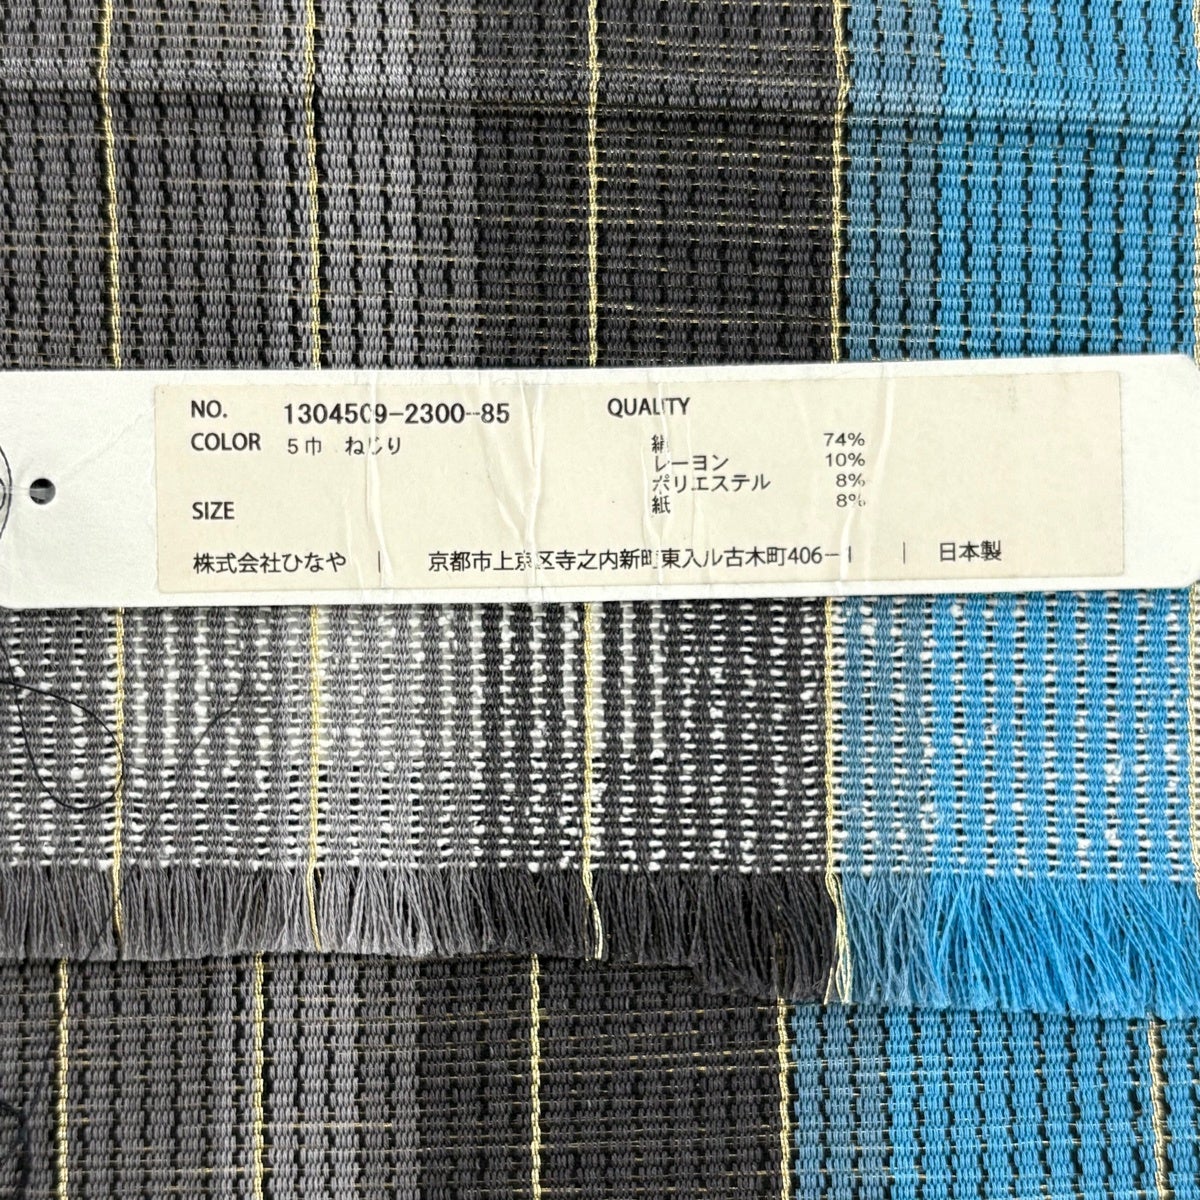 NO. 1304509-2300-85
COLOR 5巾 ねじり
SIZE
QUALITY
絹 74%
レーヨン 10%
ポリエステル 8%
紙 8%
株式会社ひなや | 京都市上京区寺之内新町東入ル古木町406-1 | 日本製